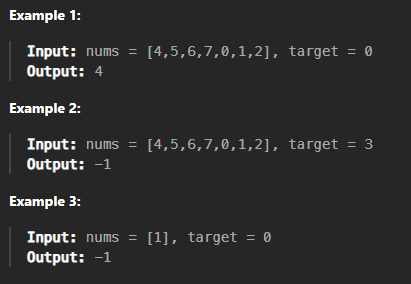 Example 1:
Input: nums = [4,5,6,7,0,1,2], target = 0
Output: 4
Example 2:
Input: nums = [4,5,6,7,0,1,2], target = 3
Output: -1
Example 3:
Input: nums = [1], target = 0
Output: -1